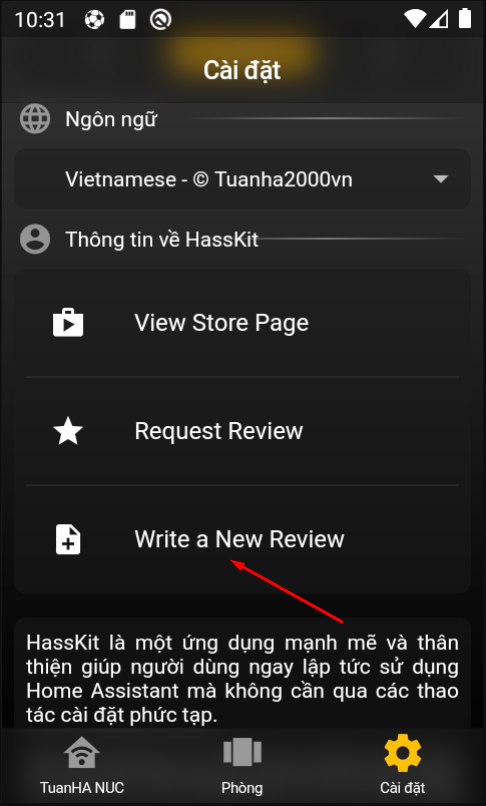 10:31
Cài đặt
Ngôn ngữ
Vietnamese - © Tuanha2000vn
Thông tin về HassKit
View Store Page
Request Review
Write a New Review
HassKit là một ứng dụng mạnh mẽ và thân
thiện giúp người dùng ngay lập tức sử dụng
Home Assistant mà không cần qua các thao
tác cài đặt phức tạp.
TuanHA NUC
Phòng
Cài đặt